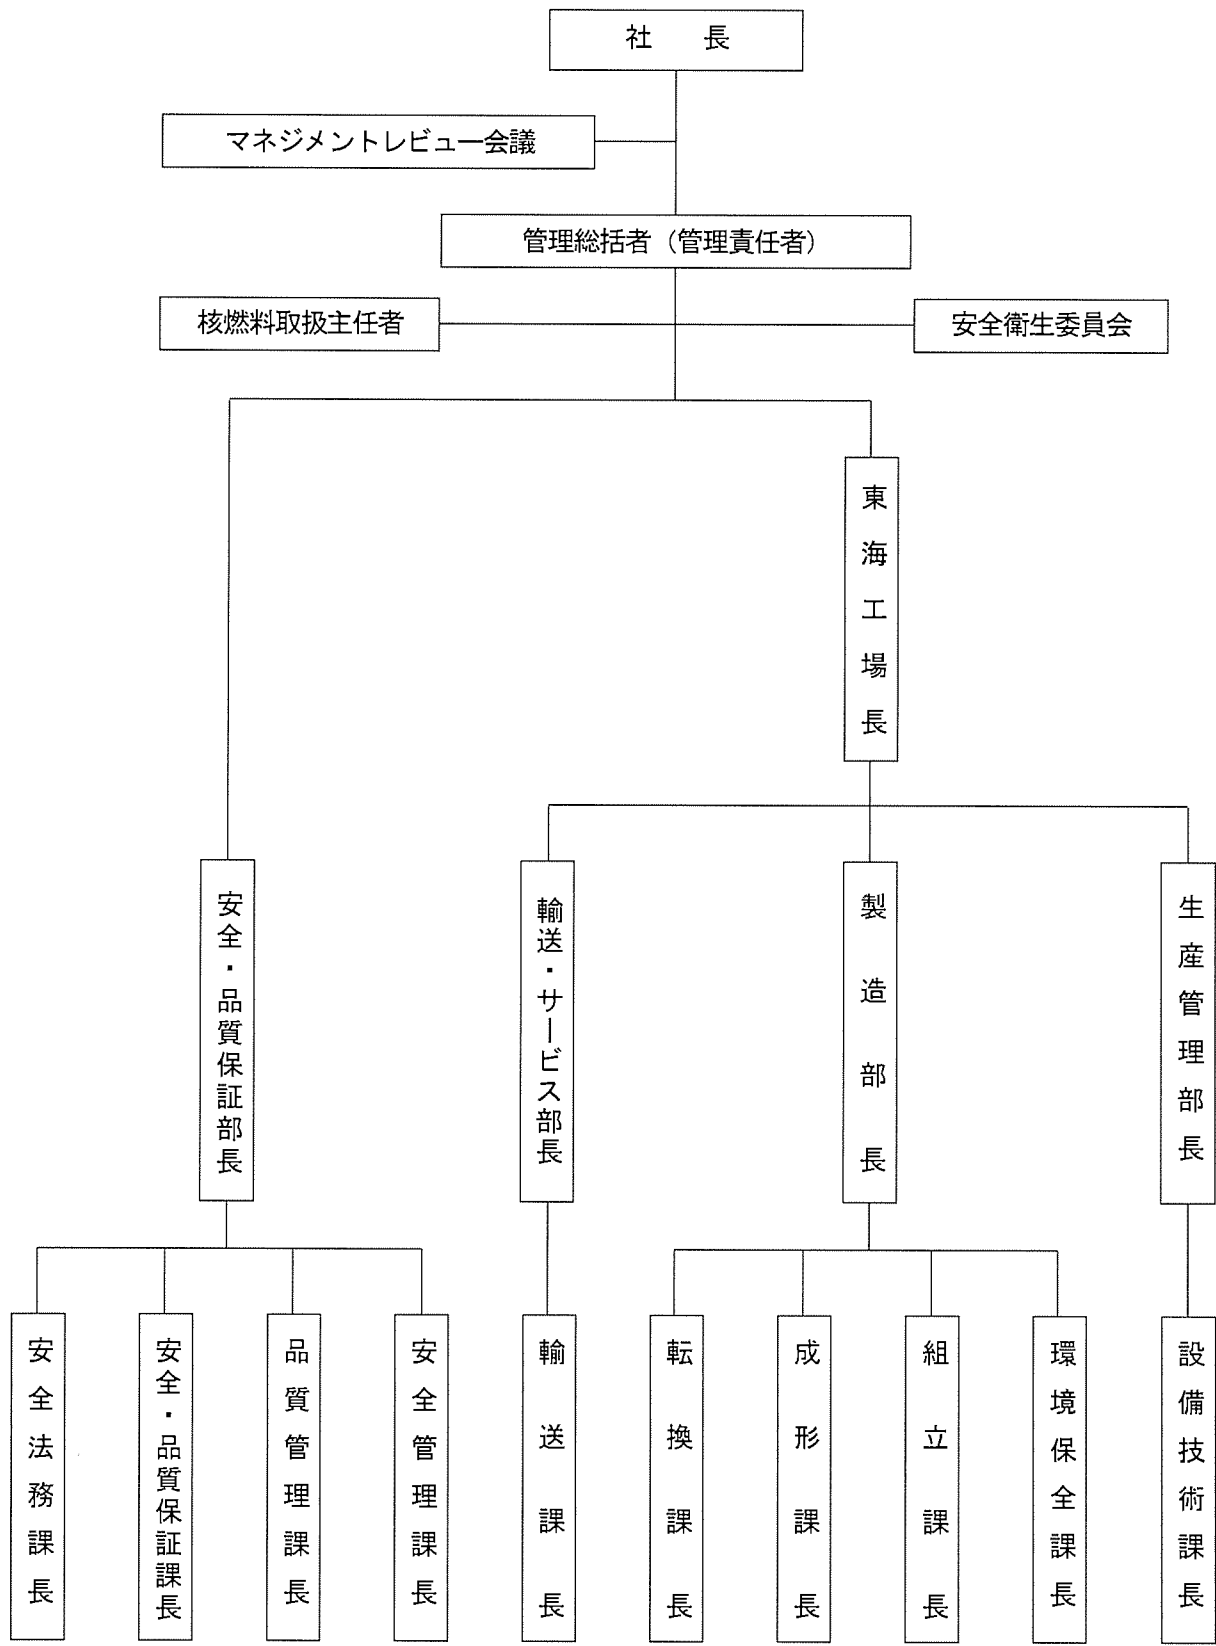 社　長
マネジメントレビュー会議
管理総括者（管理責任者）
核燃料取扱主任者
安全衛生委員会
東海工場長
安全・品質保証部長
輸送・サービス部長
製造部長
生産管理部長
安全法務課長
安全・品質保証課長
品質管理課長
安全管理課長
輸送課長
転換課長
成形課長
組立課長
環境保全課長
設備技術課長